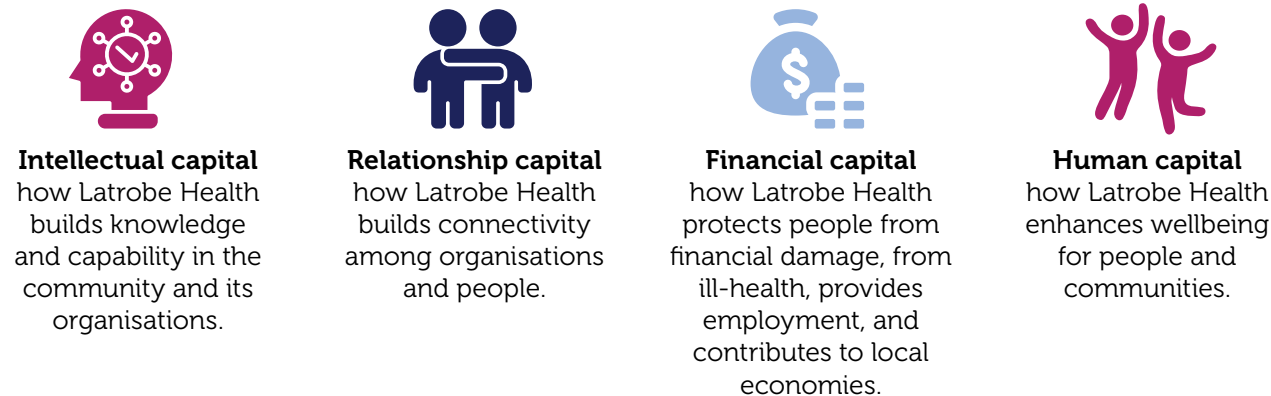 Intellectual capital
how Latrobe Health
builds knowledge
and capability in the
community and its
organisations.
Relationship capital
how Latrobe Health
builds connectivity
among organisations
and people.
$
Financial capital
how Latrobe Health
protects people from
financial damage, from
ill-health, provides
employment, and
contributes to local
economies.
Human capital
how Latrobe Health
enhances wellbeing
for people and
communities.